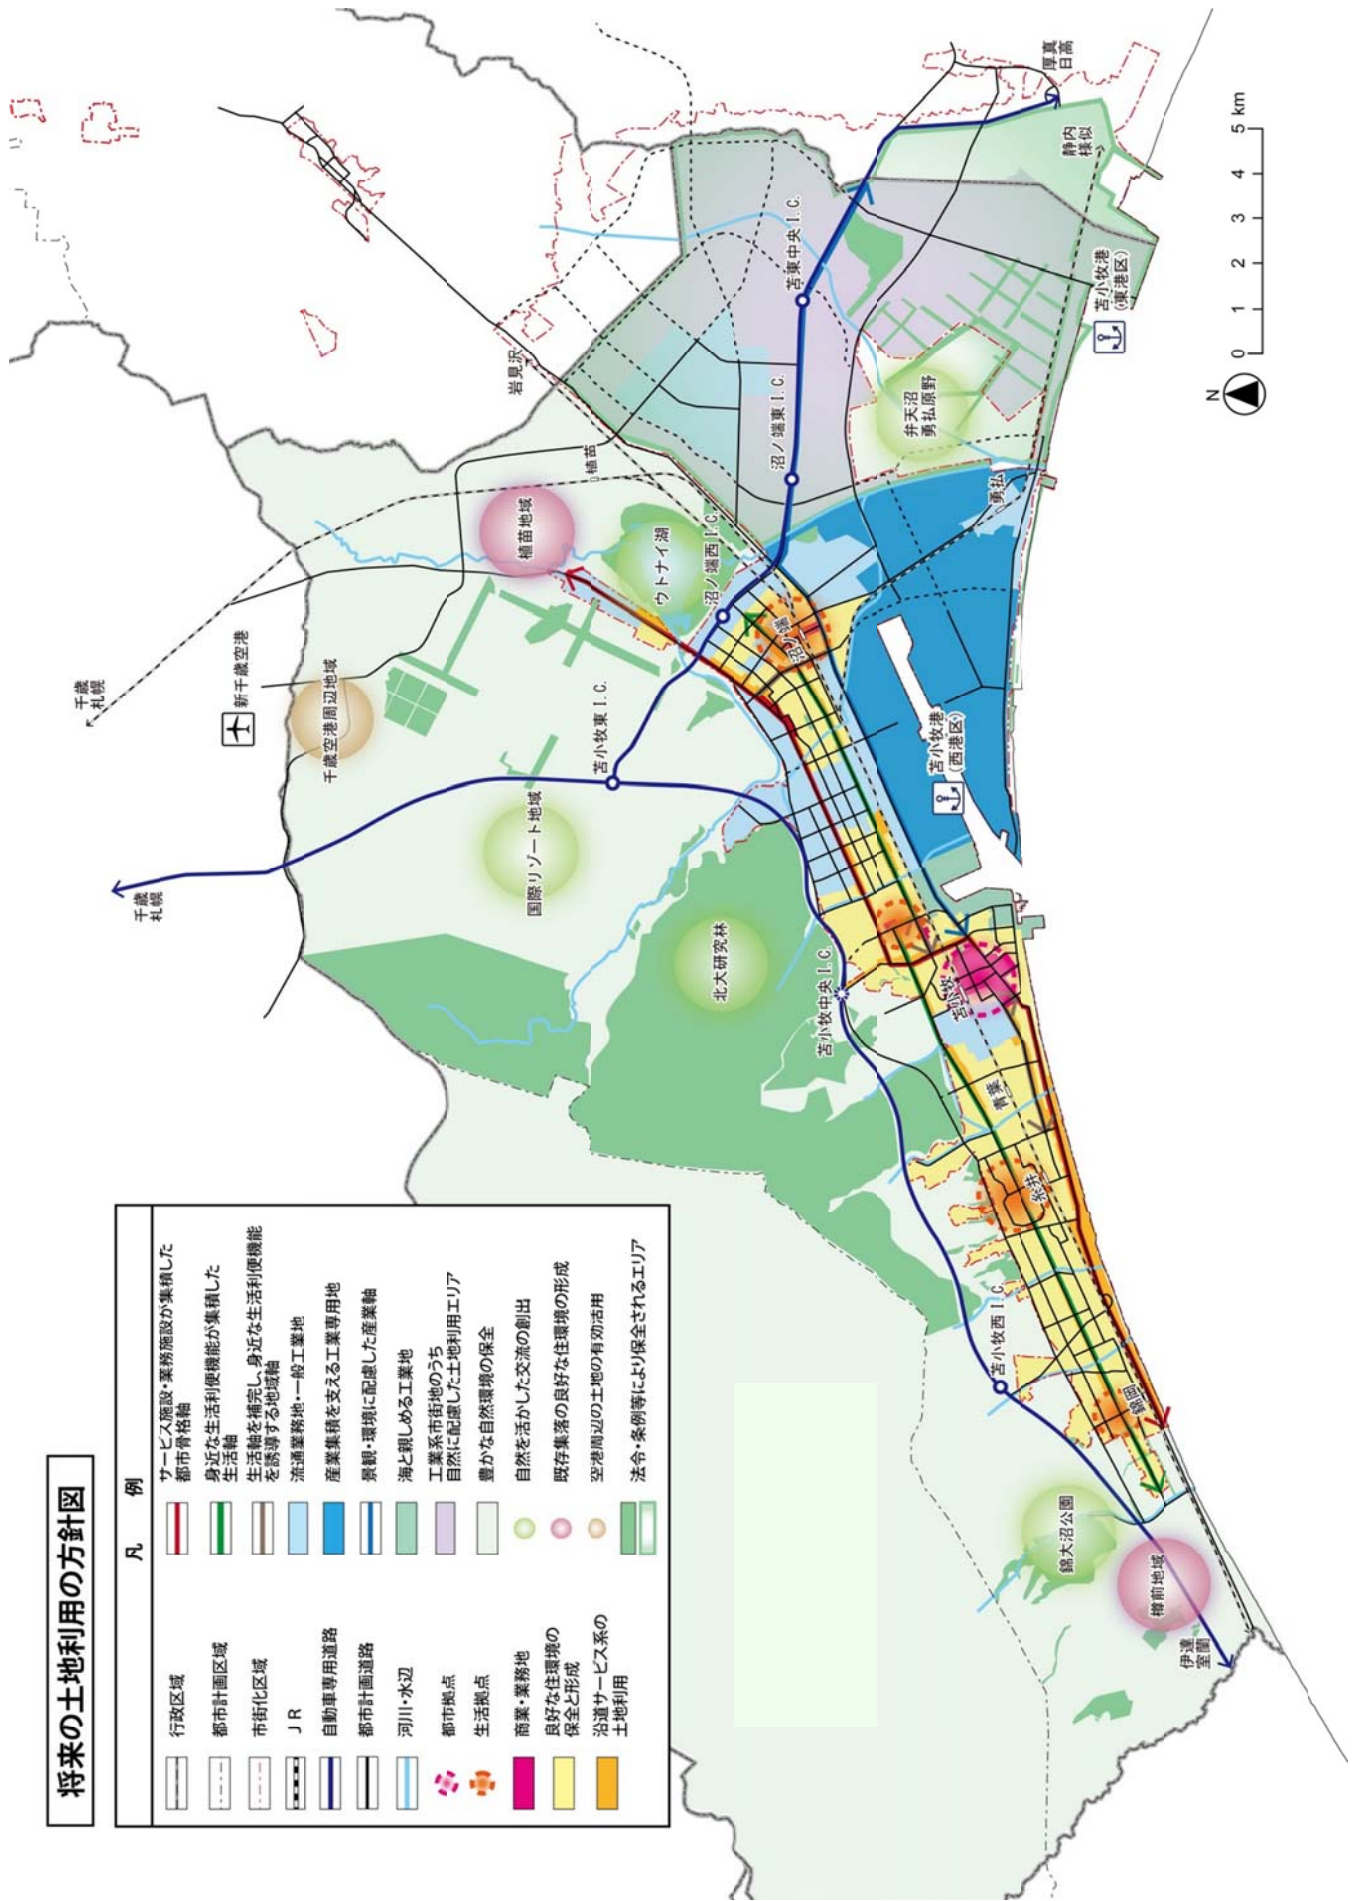 将来の土地利用の方針図
凡 例
行政区域
都市計画区域
市街化区域
JR
自動車専用道路
都市計画道路
河川・水辺
都市拠点
生活拠点
商業・業務地
良好な住環境の
保全と形成
沿道サービス系の
土地利用
サービス施設・業務施設が集積した
都市骨格軸
身近な生活利便機能が集積した
生活軸
生活軸を補完し、身近な生活利便機能
を誘導する地域軸
流通業務地・一般工業地
産業集積を支える工業専用地
景観・環境に配慮した産業軸
海と親しめる工業地
工業系市街地のうち
自然に配慮した土地利用エリア
豊かな自然環境の保全
自然を活かした交流の創出
既存集落の良好な住環境の形成
空港周辺の土地の有効活用
法令・条例等により保全されるエリア
千歳
札幌
千歳
札幌
新千歳空港
千歳空港周辺地域
国際リゾート地域
苫小牧東I.C.
植苗地域
植苗
岩見沢
ウトナイ湖
沼ノ端西I.C.
沼ノ端東I.C.
苫東中央I.C.
厚真
日高
静内
様似
北大研究林
苫小牧中央I.C.
沼ノ端
弁天沼
勇払原野
勇払
苫小牧港
(東港区)
苫小牧港
(西港区)
苫小牧
青葉
糸井
苫小牧西I.C.
錦岡
錦大沼公園
樽前地域
伊達
室蘭
N
0 1 2 3 4 5 km